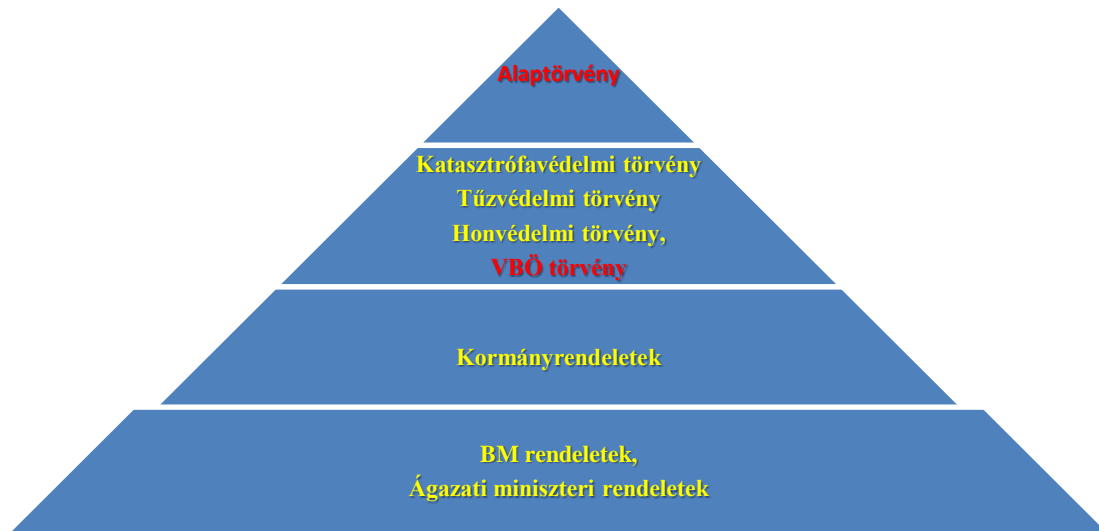 Alaptörvény
Katasztrófavédelmi törvény
Tűzvédelmi törvény
Honvédelmi törvény,
VBÖ törvény
Kormányrendeletek
BM rendeletek,
Ágazati miniszteri rendeletek